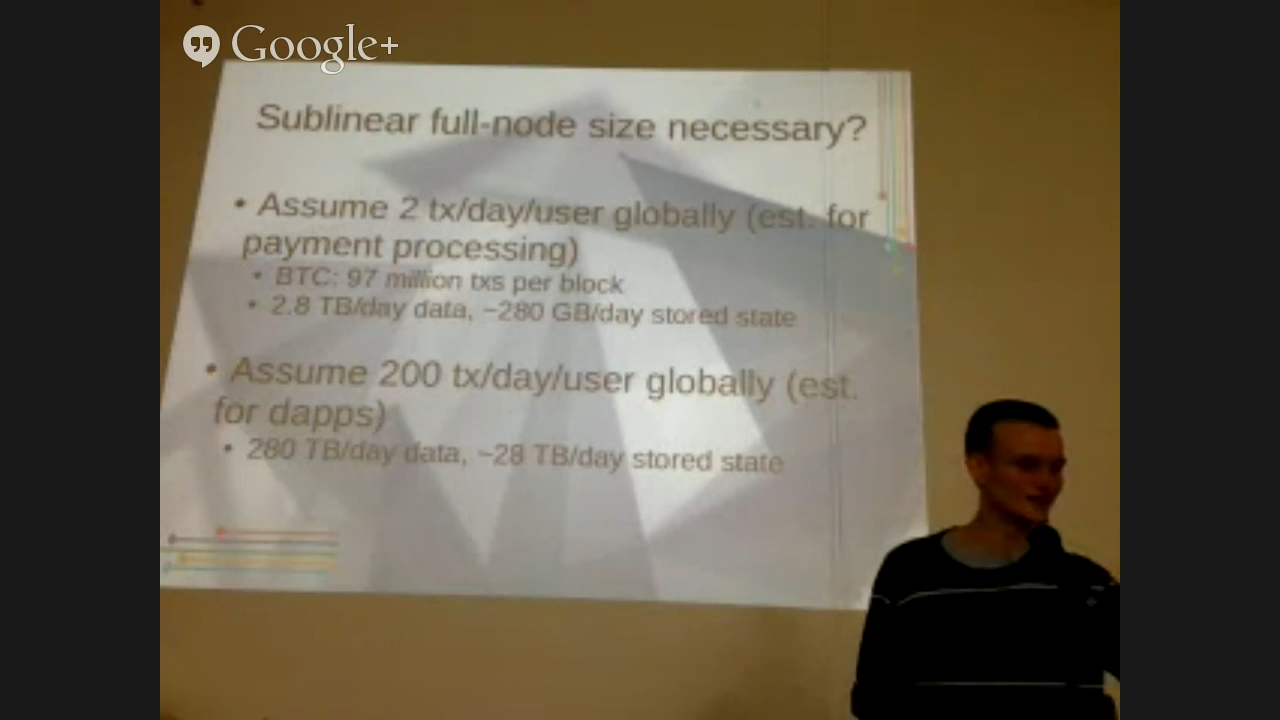 Google+
Sublinear full-node size necessary?
• Assume 2 tx/day/user globally (est. for
payment processing)
• BTC: 97 million txs per block
• 2.8 TB/day data, ~280 GB/day stored state
• Assume 200 tx/day/user globally (est.
for dapps)
• 280 TB/day data, ~28 TB/day stored state